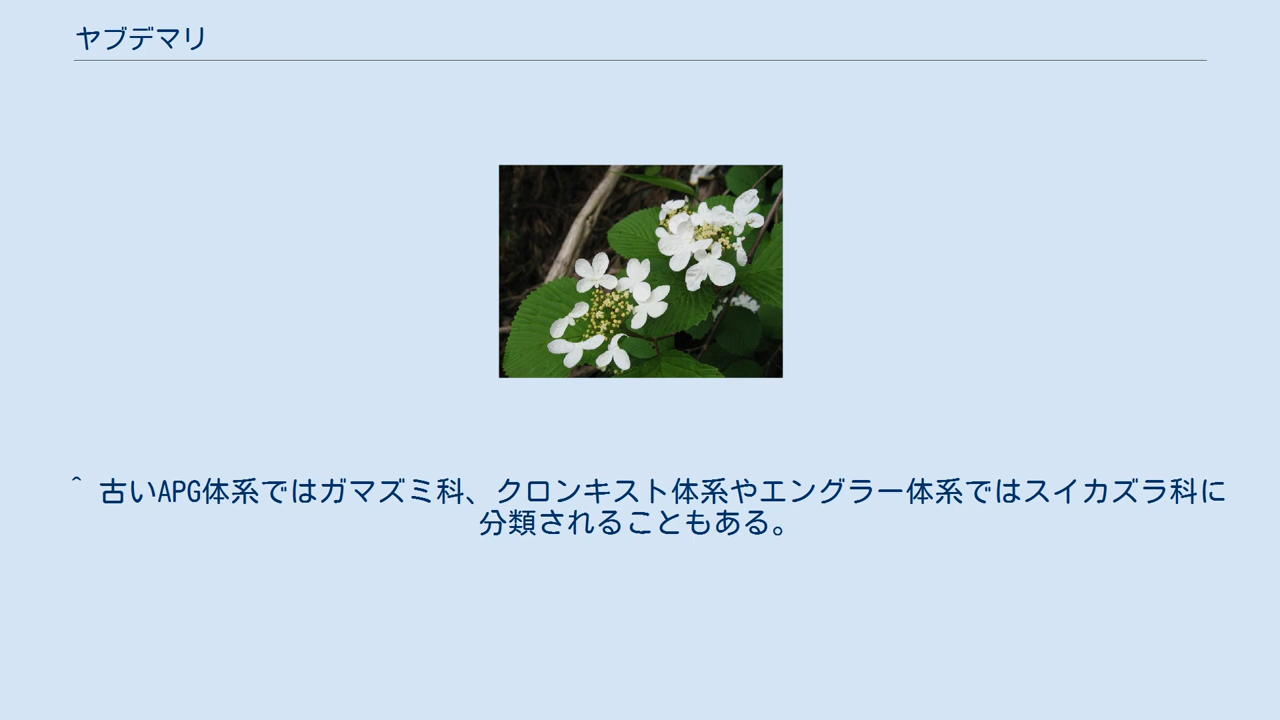 ヤブデマリ
^ 古いAPG体系ではガマズミ科、クロンキスト体系やエングラー体系ではスイカズラ科に
分類されることもある。